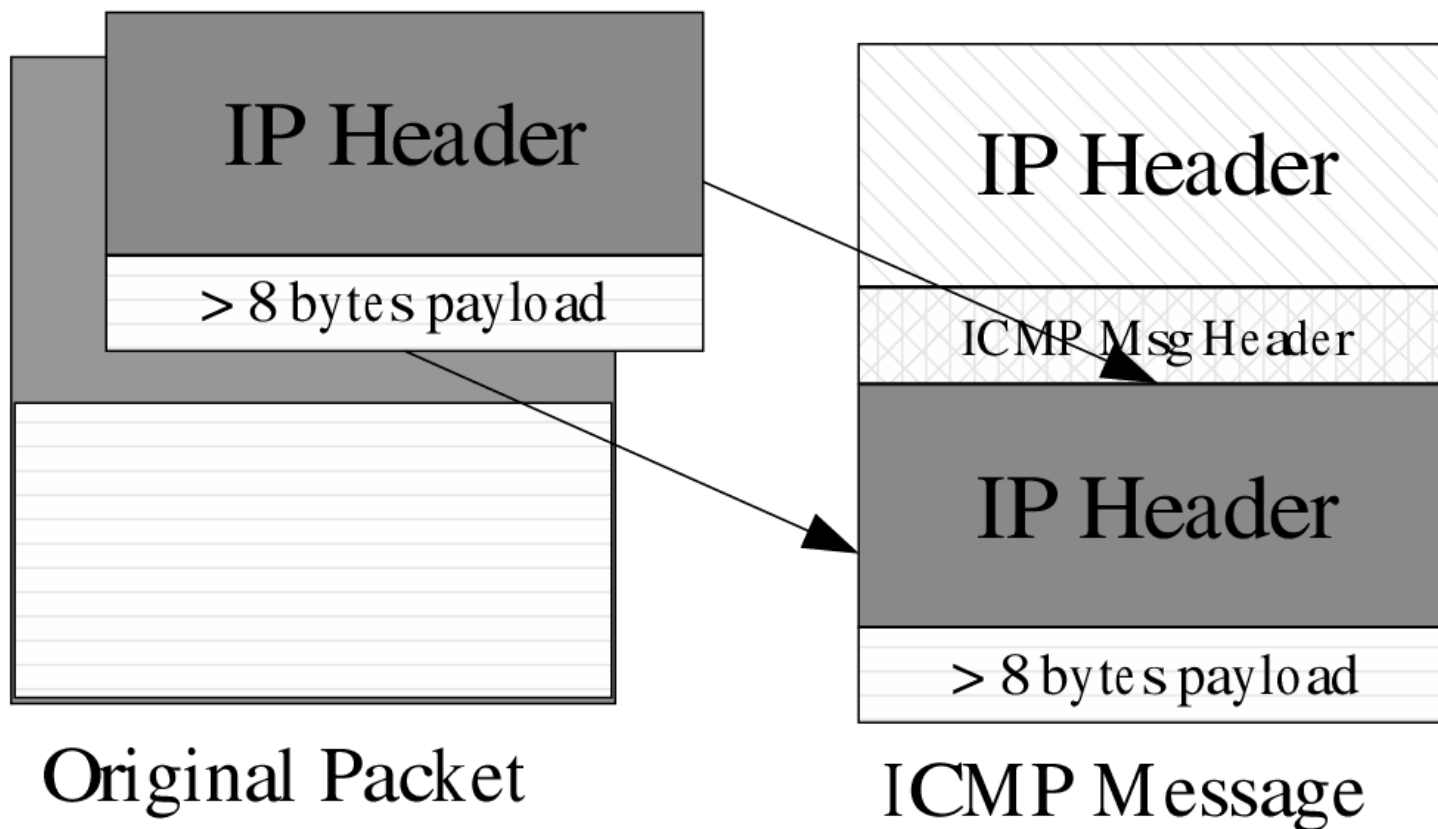 IP Header
> 8 bytes payload
Original Packet
IP Header
ICMP Msg Header
IP Header
> 8 bytes payload
ICMP Message